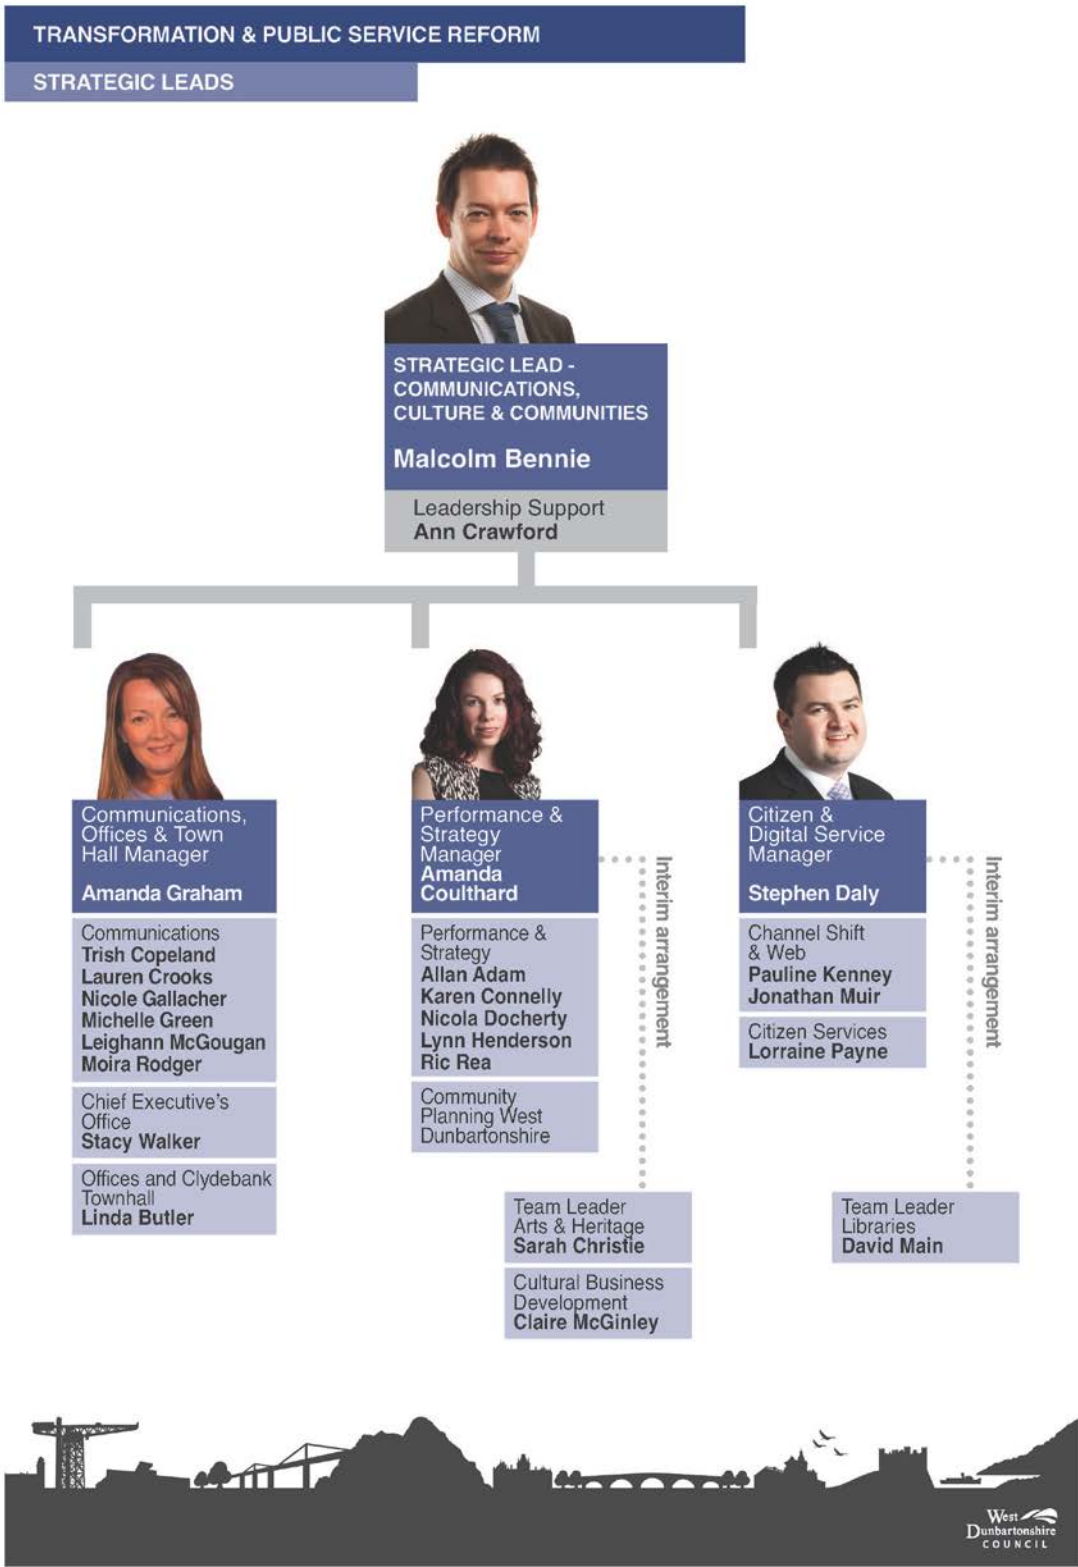 TRANSFORMATION & PUBLIC SERVICE REFORM
STRATEGIC LEADS
STRATEGIC LEAD -
COMMUNICATIONS,
CULTURE & COMMUNITIES
Malcolm Bennie
Leadership Support
Ann Crawford
Communications,
Offices & Town
Hall Manager
Amanda Graham
Communications
Trish Copeland
Lauren Crooks
Nicole Gallacher
Michelle Green
Leighann McGougan
Moira Rodger
Chief Executive's
Office
Stacy Walker
Offices and Clydebank
Townhall
Linda Butler
Performance &
Strategy
Manager
Amanda
Coulthard
Interim arrangement
Performance &
Strategy
Allan Adam
Karen Connelly
Nicola Docherty
Lynn Henderson
Ric Rea
Community
Planning West
Dunbartonshire
Team Leader
Arts & Heritage
Sarah Christie
Cultural Business
Development
Claire McGinley
Citizen &
Digital Service
Manager
Stephen Daly
Interim arrangement
Channel Shift
& Web
Pauline Kenney
Jonathan Muir
Citizen Services
Lorraine Payne
Team Leader
Libraries
David Main
West
Dunbartonshire
COUNCIL